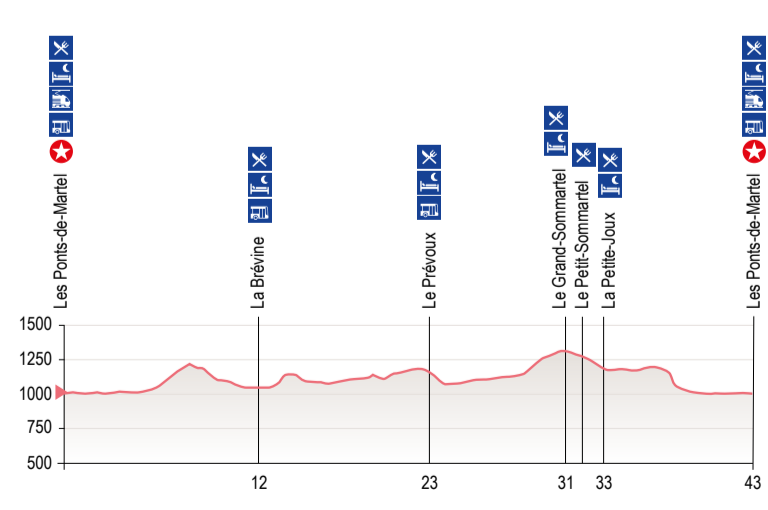 Les Ponts-de-Martel
La Brévine
Le Prévoux
Le Grand-Sommartel
Le Petit-Sommartel
La Petite-Joux
Les Ponts-de-Martel
1500
1250
1000
750
500
12
23
31
33
43